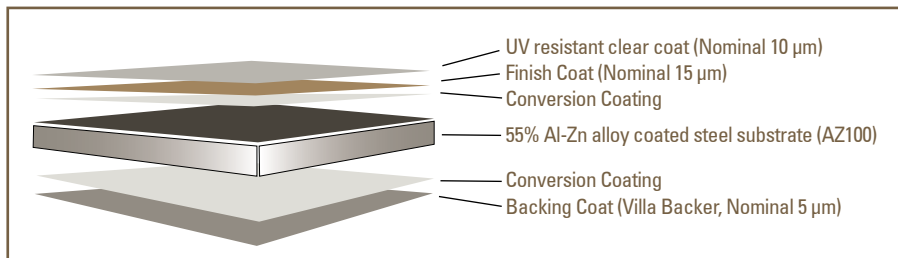 UV resistant clear coat (Nominal 10 µm)
Finish Coat (Nominal 15 µm)
Conversion Coating
55% Al-Zn alloy coated steel substrate (AZ100)
Conversion Coating
Backing Coat (Villa Backer, Nominal 5 µm)